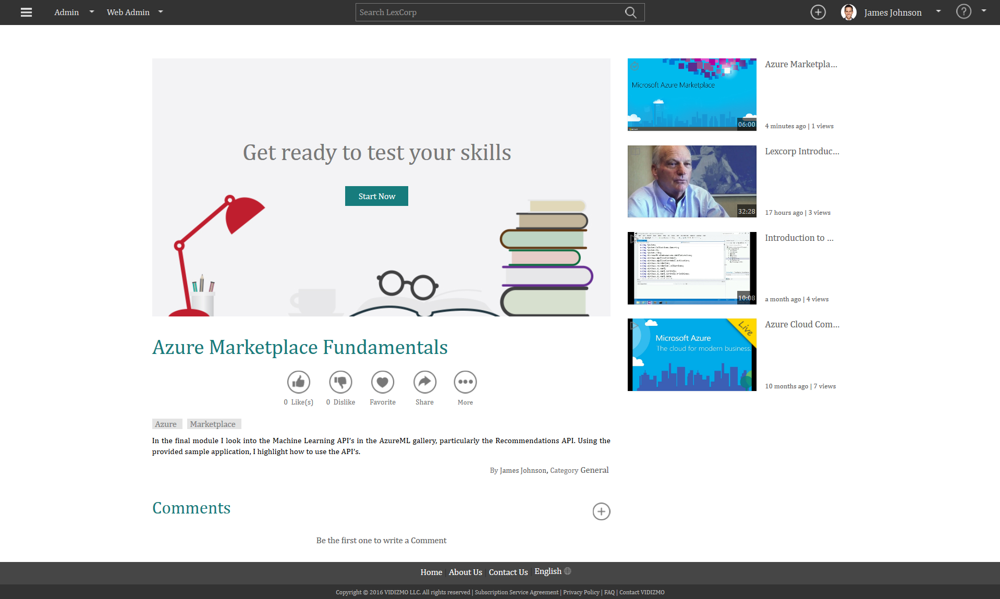 Admin Web Admin Search LexCorp James Johnson ?
Get ready to test your skills
Start Now
Azure Marketplace Fundamentals
0 Like(s) 0 Dislike Favorite Share More
Azure Marketplace
In the final module I look into the Machine Learning API’s in the AzureML gallery, particularly the Recommendations API. Using the
provided sample application, I highlight how to use the API’s.
By James Johnson, Category General
Comments
Be the first one to write a Comment
Microsoft Azure Marketplace
06:00
Azure Marketpla...
4 minutes ago | 1 views
32:28
Lexcorp Introduc...
17 hours ago | 3 views
10:08
Introduction to ...
a month ago | 4 views
Live
Microsoft Azure
The cloud for modern business.
Azure Cloud Com...
10 months ago | 7 views
Home | About Us | Contact Us | English
Copyright © 2016 VIDIZMO LLC. All rights reserved | Subscription Service Agreement | Privacy Policy | FAQ | Contact VIDIZMO